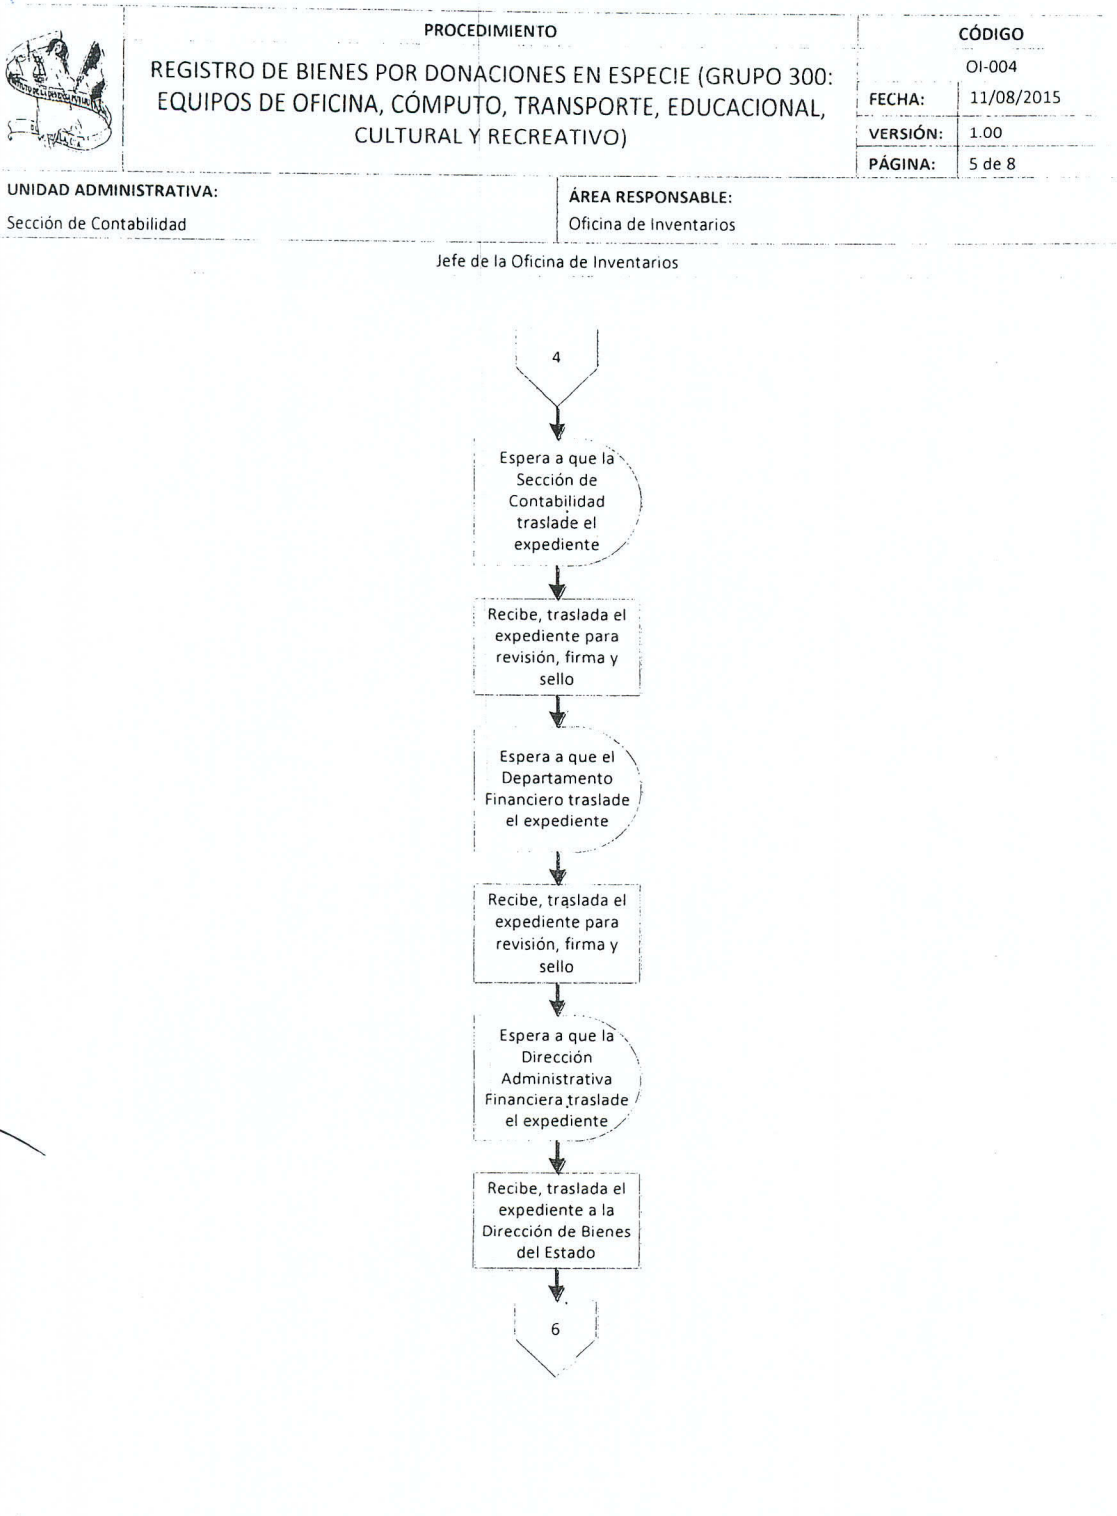 PROCEDIMIENTO
REGISTRO DE BIENES POR DONACIONES EN ESPECIE (GRUPO 300:
EQUIPOS DE OFICINA, CÓMPUTO, TRANSPORTE, EDUCACIONAL,
CULTURAL Y RECREATIVO)
CÓDIGO
OI-004
FECHA: 11/08/2015
VERSIÓN: 1.00
PÁGINA: 5 de 8
UNIDAD ADMINISTRATIVA:
Sección de Contabilidad
ÁREA RESPONSABLE:
Oficina de Inventarios
Jefe de la Oficina de Inventarios
4
Espera a que la
Sección de
Contabilidad
traslade el
expediente
Recibe, traslada el
expediente para
revisión, firma y
sello
Espera a que el
Departamento
Financiero traslade
el expediente
Recibe, traslada el
expediente para
revisión, firma y
sello
Espera a que la
Dirección
Administrativa
Financiera traslade
el expediente
Recibe, traslada el
expediente a la
Dirección de Bienes
del Estado
6